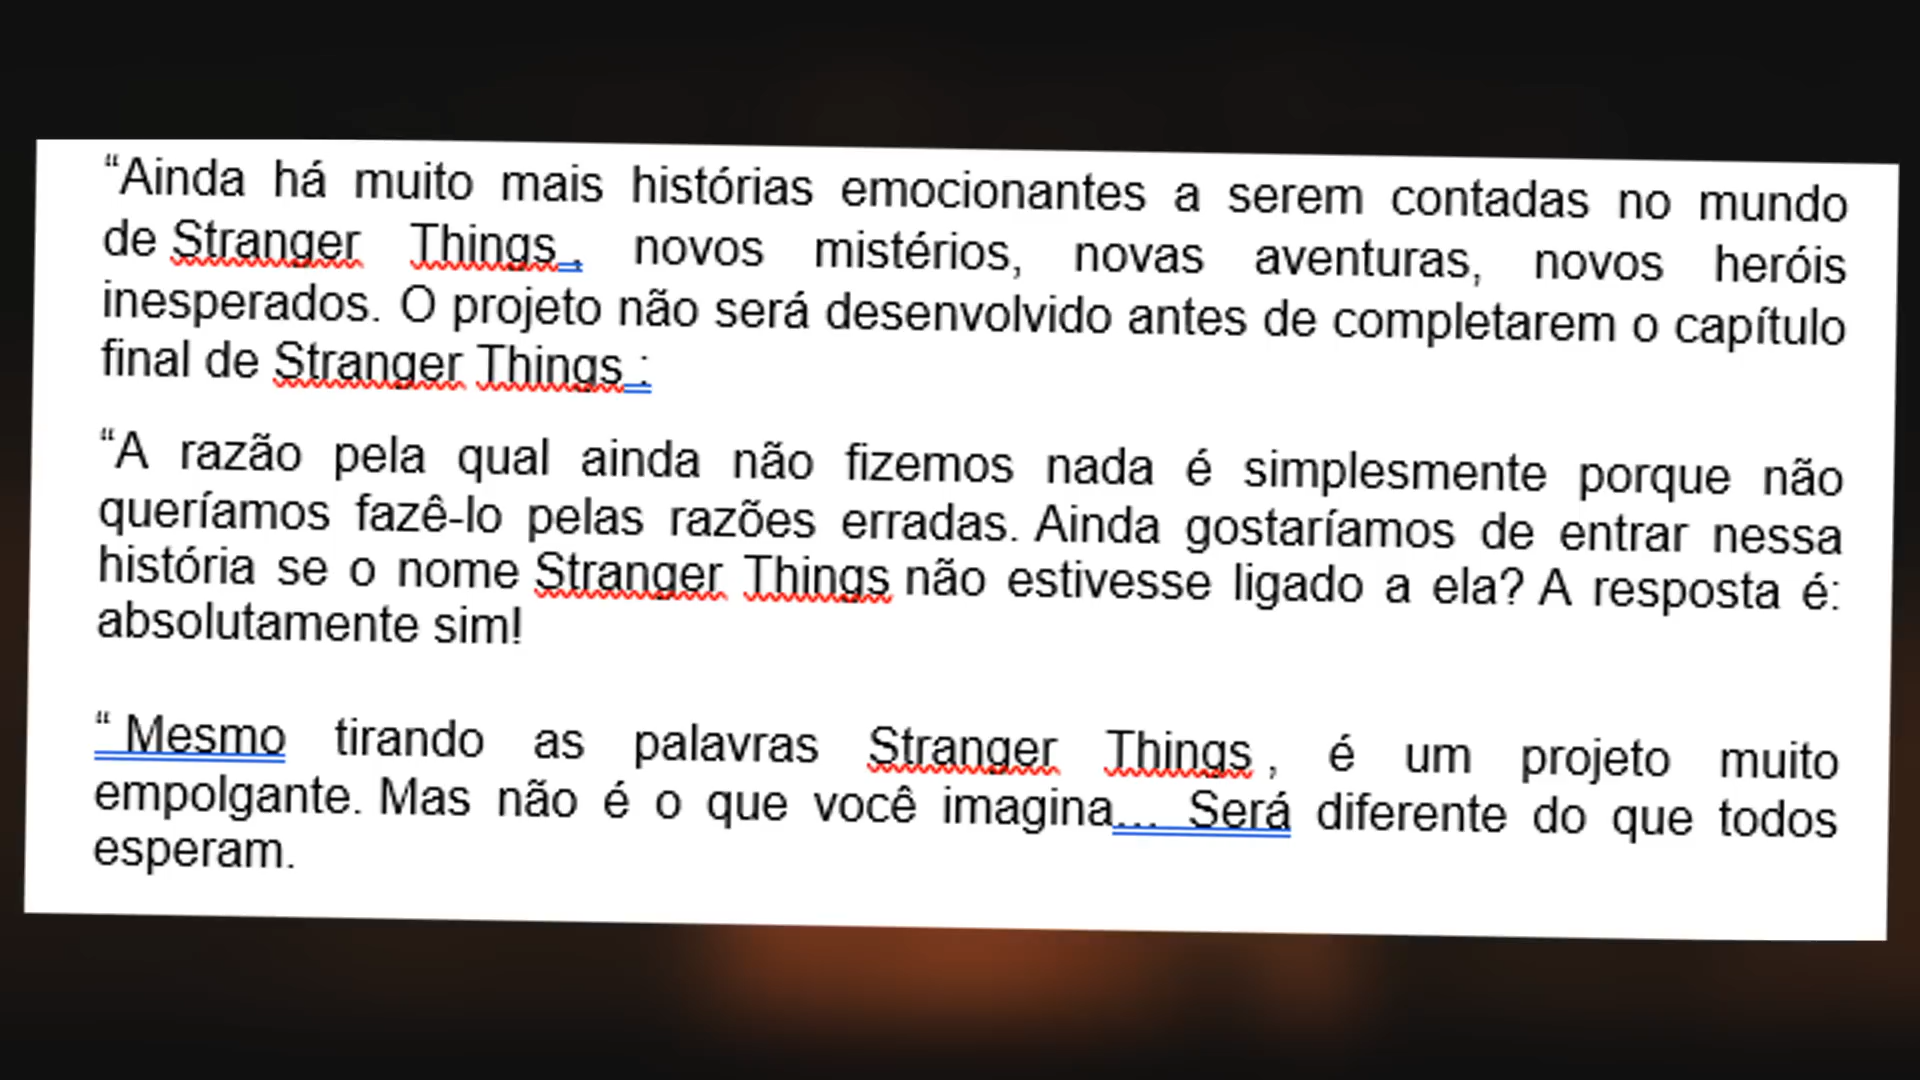 “Ainda há muito mais histórias emocionantes a serem contadas no mundo
de Stranger Things , novos mistérios, novas aventuras, novos heróis
inesperados. O projeto não será desenvolvido antes de completarem o capítulo
final de Stranger Things :
“A razão pela qual ainda não fizemos nada é simplesmente porque não
queríamos fazê-lo pelas razões erradas. Ainda gostaríamos de entrar nessa
história se o nome Stranger Things não estivesse ligado a ela? A resposta é:
absolutamente sim!
“ Mesmo tirando as palavras Stranger Things , é um projeto muito
empolgante. Mas não é o que você imagina... Será diferente do que todos
esperam.